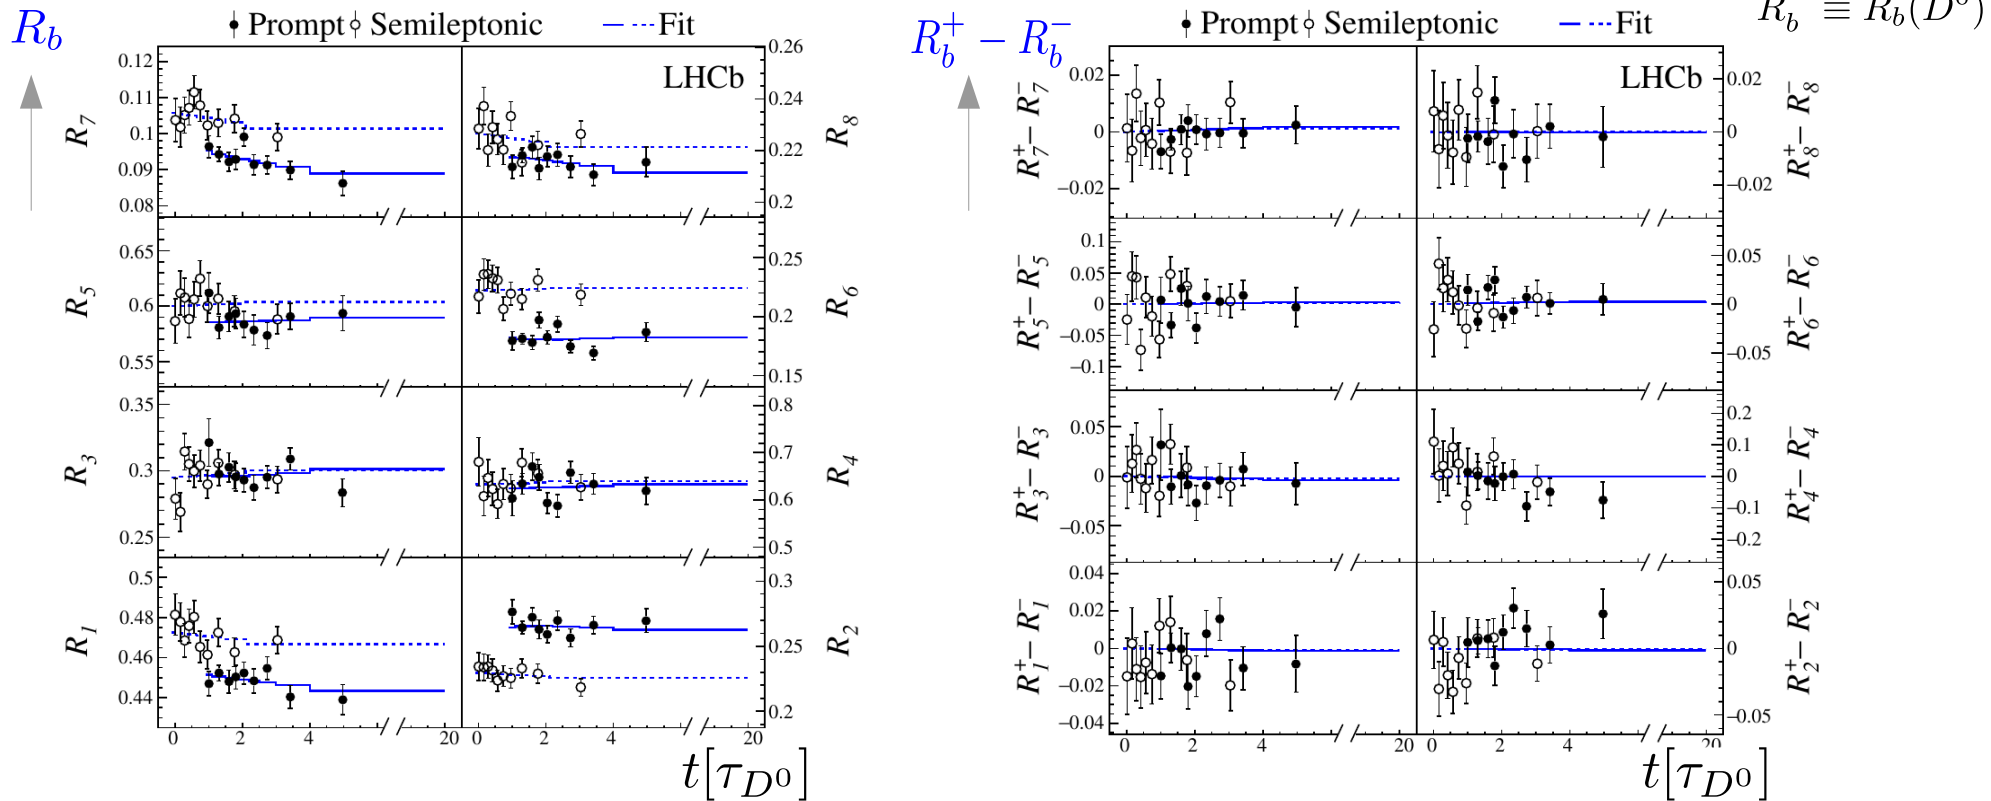 R_b
Prompt Semileptonic Fit
LHCb
R_7
0.12
0.11
0.1
0.09
0.08
R_8
0.26
0.24
0.22
0.2
R_5
0.65
0.6
0.55
R_6
0.25
0.2
0.15
R_3
0.35
0.3
0.25
R_4
0.8
0.7
0.6
0.5
R_1
0.5
0.48
0.46
0.44
R_2
0.3
0.25
0.2
0 2 4 20 0 2 4 20
t[τ_{D^0}]
R_b^+ − R_b^-
Prompt Semileptonic Fit
≡ R_b(D^0)
LHCb
R_7^+ − R_7^-
0.02
0
−0.02
R_8^+ − R_8^-
0.02
0
−0.02
R_5^+ − R_5^-
0.1
0.05
0
−0.05
−0.1
R_6^+ − R_6^-
0.05
0
−0.05
R_3^+ − R_3^-
0.05
0
−0.05
R_4^+ − R_4^-
0.2
0.1
0
−0.1
−0.2
R_1^+ − R_1^-
0.04
0.02
0
−0.02
−0.04
R_2^+ − R_2^-
0.05
0
−0.05
0 2 4 20 0 2 4 20
t[τ_{D^0}]